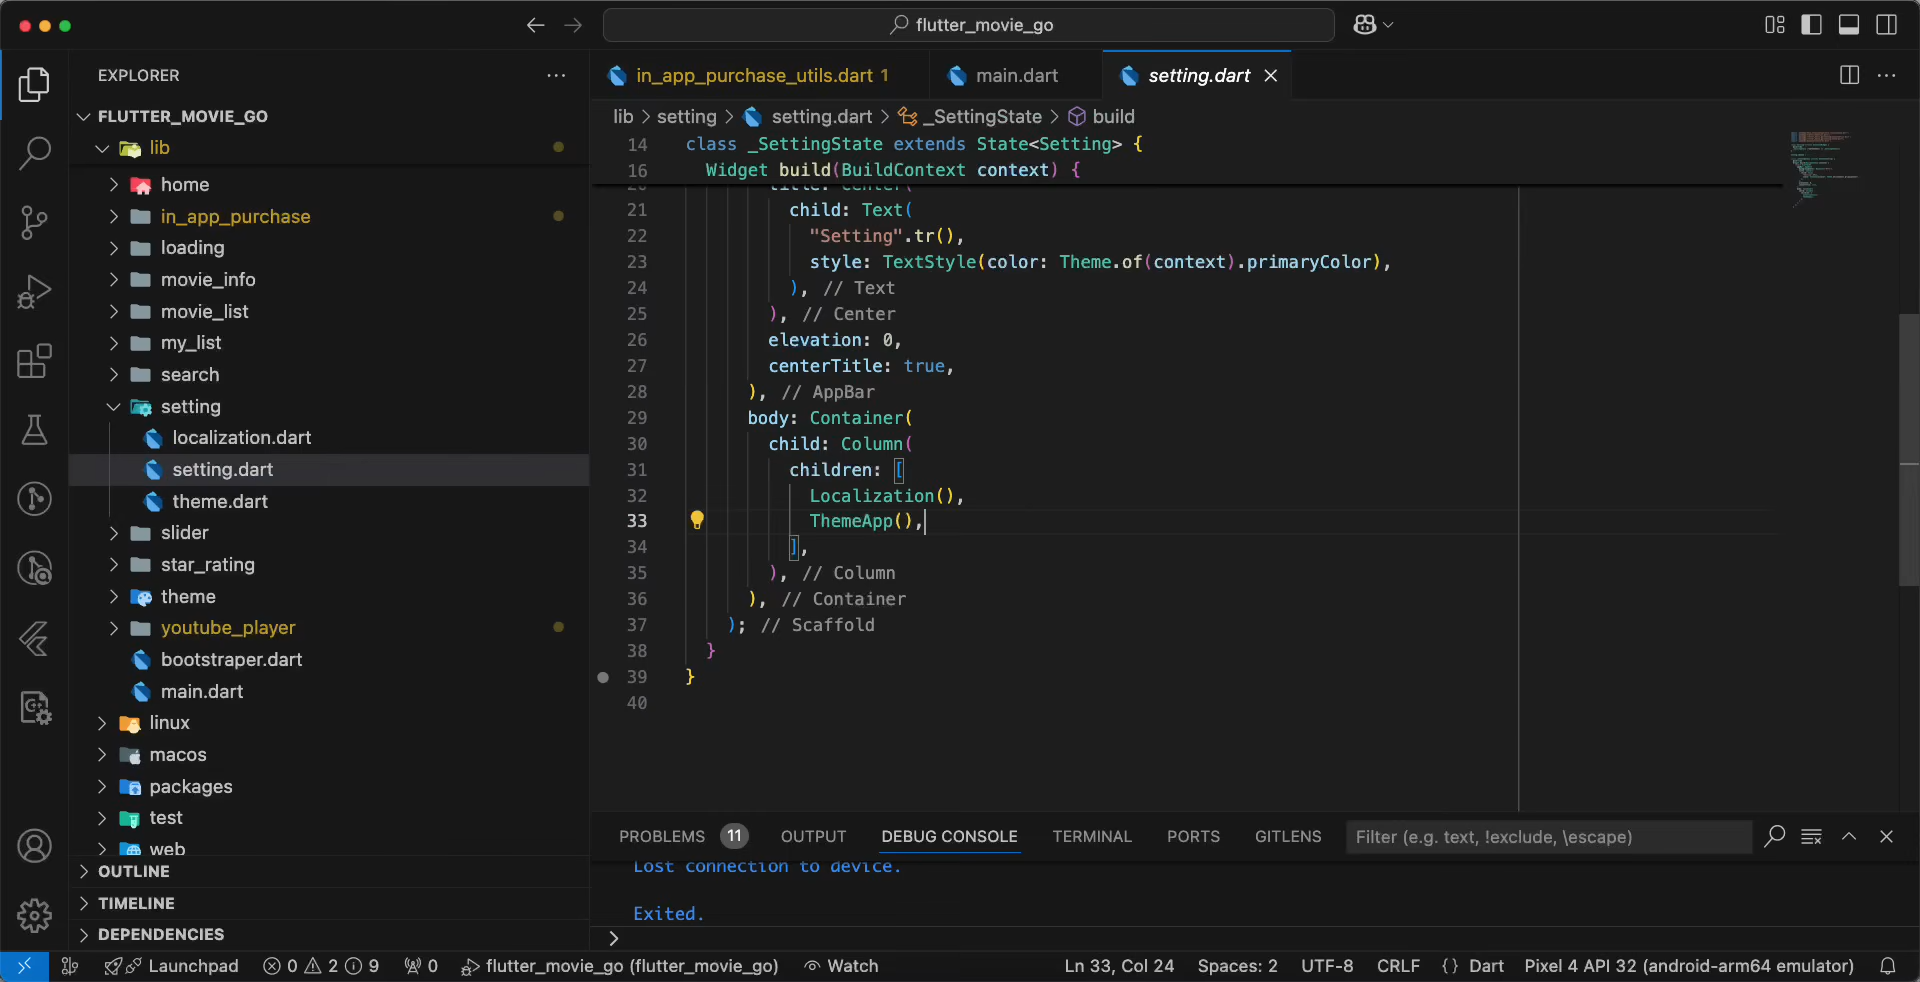 flutter_movie_go
EXPLORER
FLUTTER_MOVIE_GO
lib
home
in_app_purchase
loading
movie_info
movie_list
my_list
search
setting
localization.dart
setting.dart
theme.dart
slider
star_rating
theme
youtube_player
bootstraper.dart
main.dart
linux
macos
packages
test
web
OUTLINE
TIMELINE
DEPENDENCIES
in_app_purchase_utils.dart 1
main.dart
setting.dart
lib > setting > setting.dart > _SettingState > build
14 class _SettingState extends State<Setting> {
16 Widget build(BuildContext context) {
20 title: Center(
21 child: Text(
22 "Setting".tr(),
23 style: TextStyle(color: Theme.of(context).primaryColor),
24 ), // Text
25 ), // Center
26 elevation: 0,
27 centerTitle: true,
28 ), // AppBar
29 body: Container(
30 child: Column(
31 children: [
32 Localization(),
33 ThemeApp(),
34 ],
35 ), // Column
36 ), // Container
37 ); // Scaffold
38 }
39 }
40
PROBLEMS 11 OUTPUT DEBUG CONSOLE TERMINAL PORTS GITLENS Filter (e.g. text, !exclude, \escape)
Lost connection to device.
Exited.
>
Launchpad 0 2 9 0 flutter_movie_go (flutter_movie_go) Watch Ln 33, Col 24 Spaces: 2 UTF-8 CRLF {} Dart Pixel 4 API 32 (android-arm64 emulator)